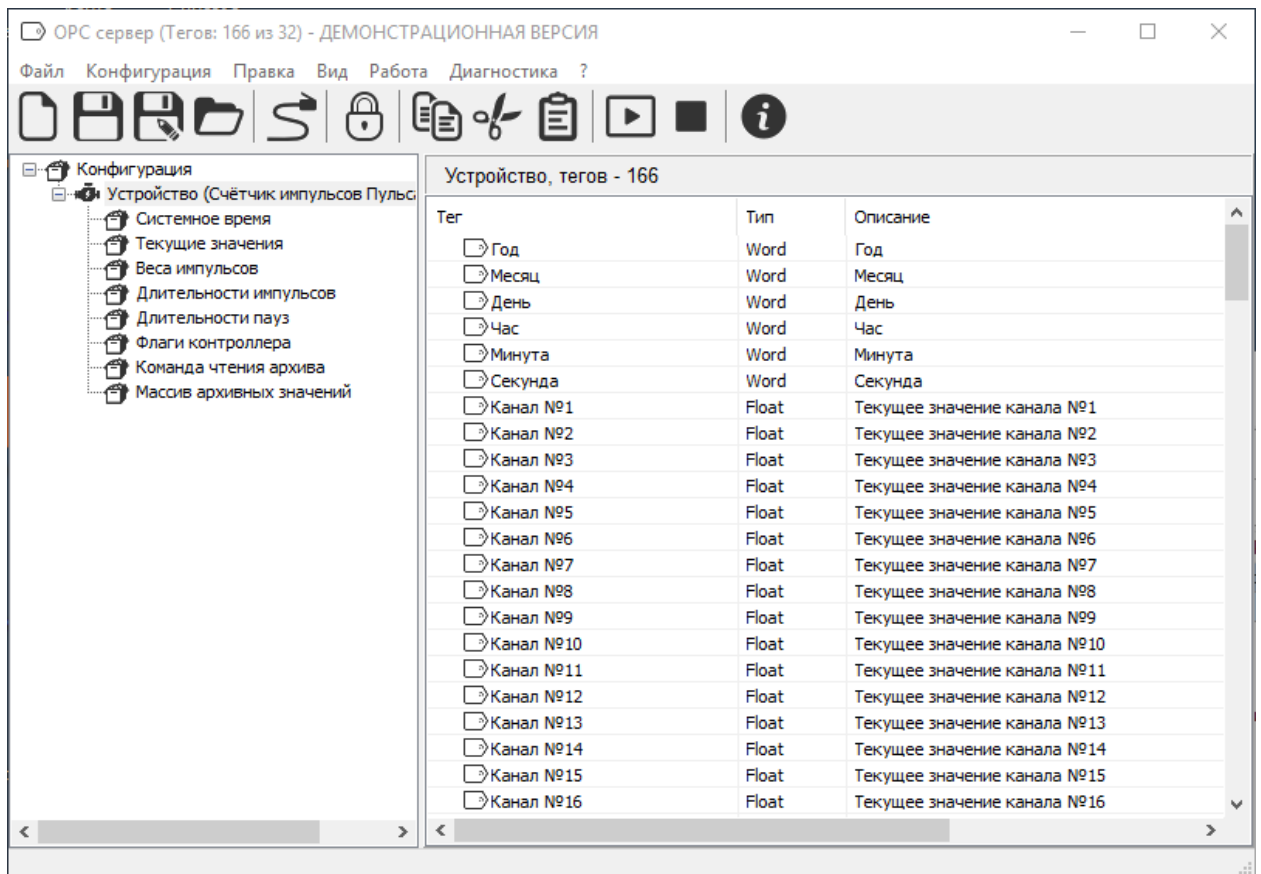 OPC сервер (Тегов: 166 из 32) - ДЕМОНСТРАЦИОННАЯ ВЕРСИЯ
Файл Конфигурация Правка Вид Работа Диагностика ?
Конфигурация
Устройство (Счётчик импульсов Пульса
Системное время
Текущие значения
Веса импульсов
Длительности импульсов
Длительности пауз
Флаги контроллера
Команда чтения архива
Массив архивных значений
Устройство, тегов - 166
Тег Тип Описание
Год Word Год
Месяц Word Месяц
День Word День
Час Word Час
Минута Word Минута
Секунда Word Секунда
Канал №1 Float Текущее значение канала №1
Канал №2 Float Текущее значение канала №2
Канал №3 Float Текущее значение канала №3
Канал №4 Float Текущее значение канала №4
Канал №5 Float Текущее значение канала №5
Канал №6 Float Текущее значение канала №6
Канал №7 Float Текущее значение канала №7
Канал №8 Float Текущее значение канала №8
Канал №9 Float Текущее значение канала №9
Канал №10 Float Текущее значение канала №10
Канал №11 Float Текущее значение канала №11
Канал №12 Float Текущее значение канала №12
Канал №13 Float Текущее значение канала №13
Канал №14 Float Текущее значение канала №14
Канал №15 Float Текущее значение канала №15
Канал №16 Float Текущее значение канала №16